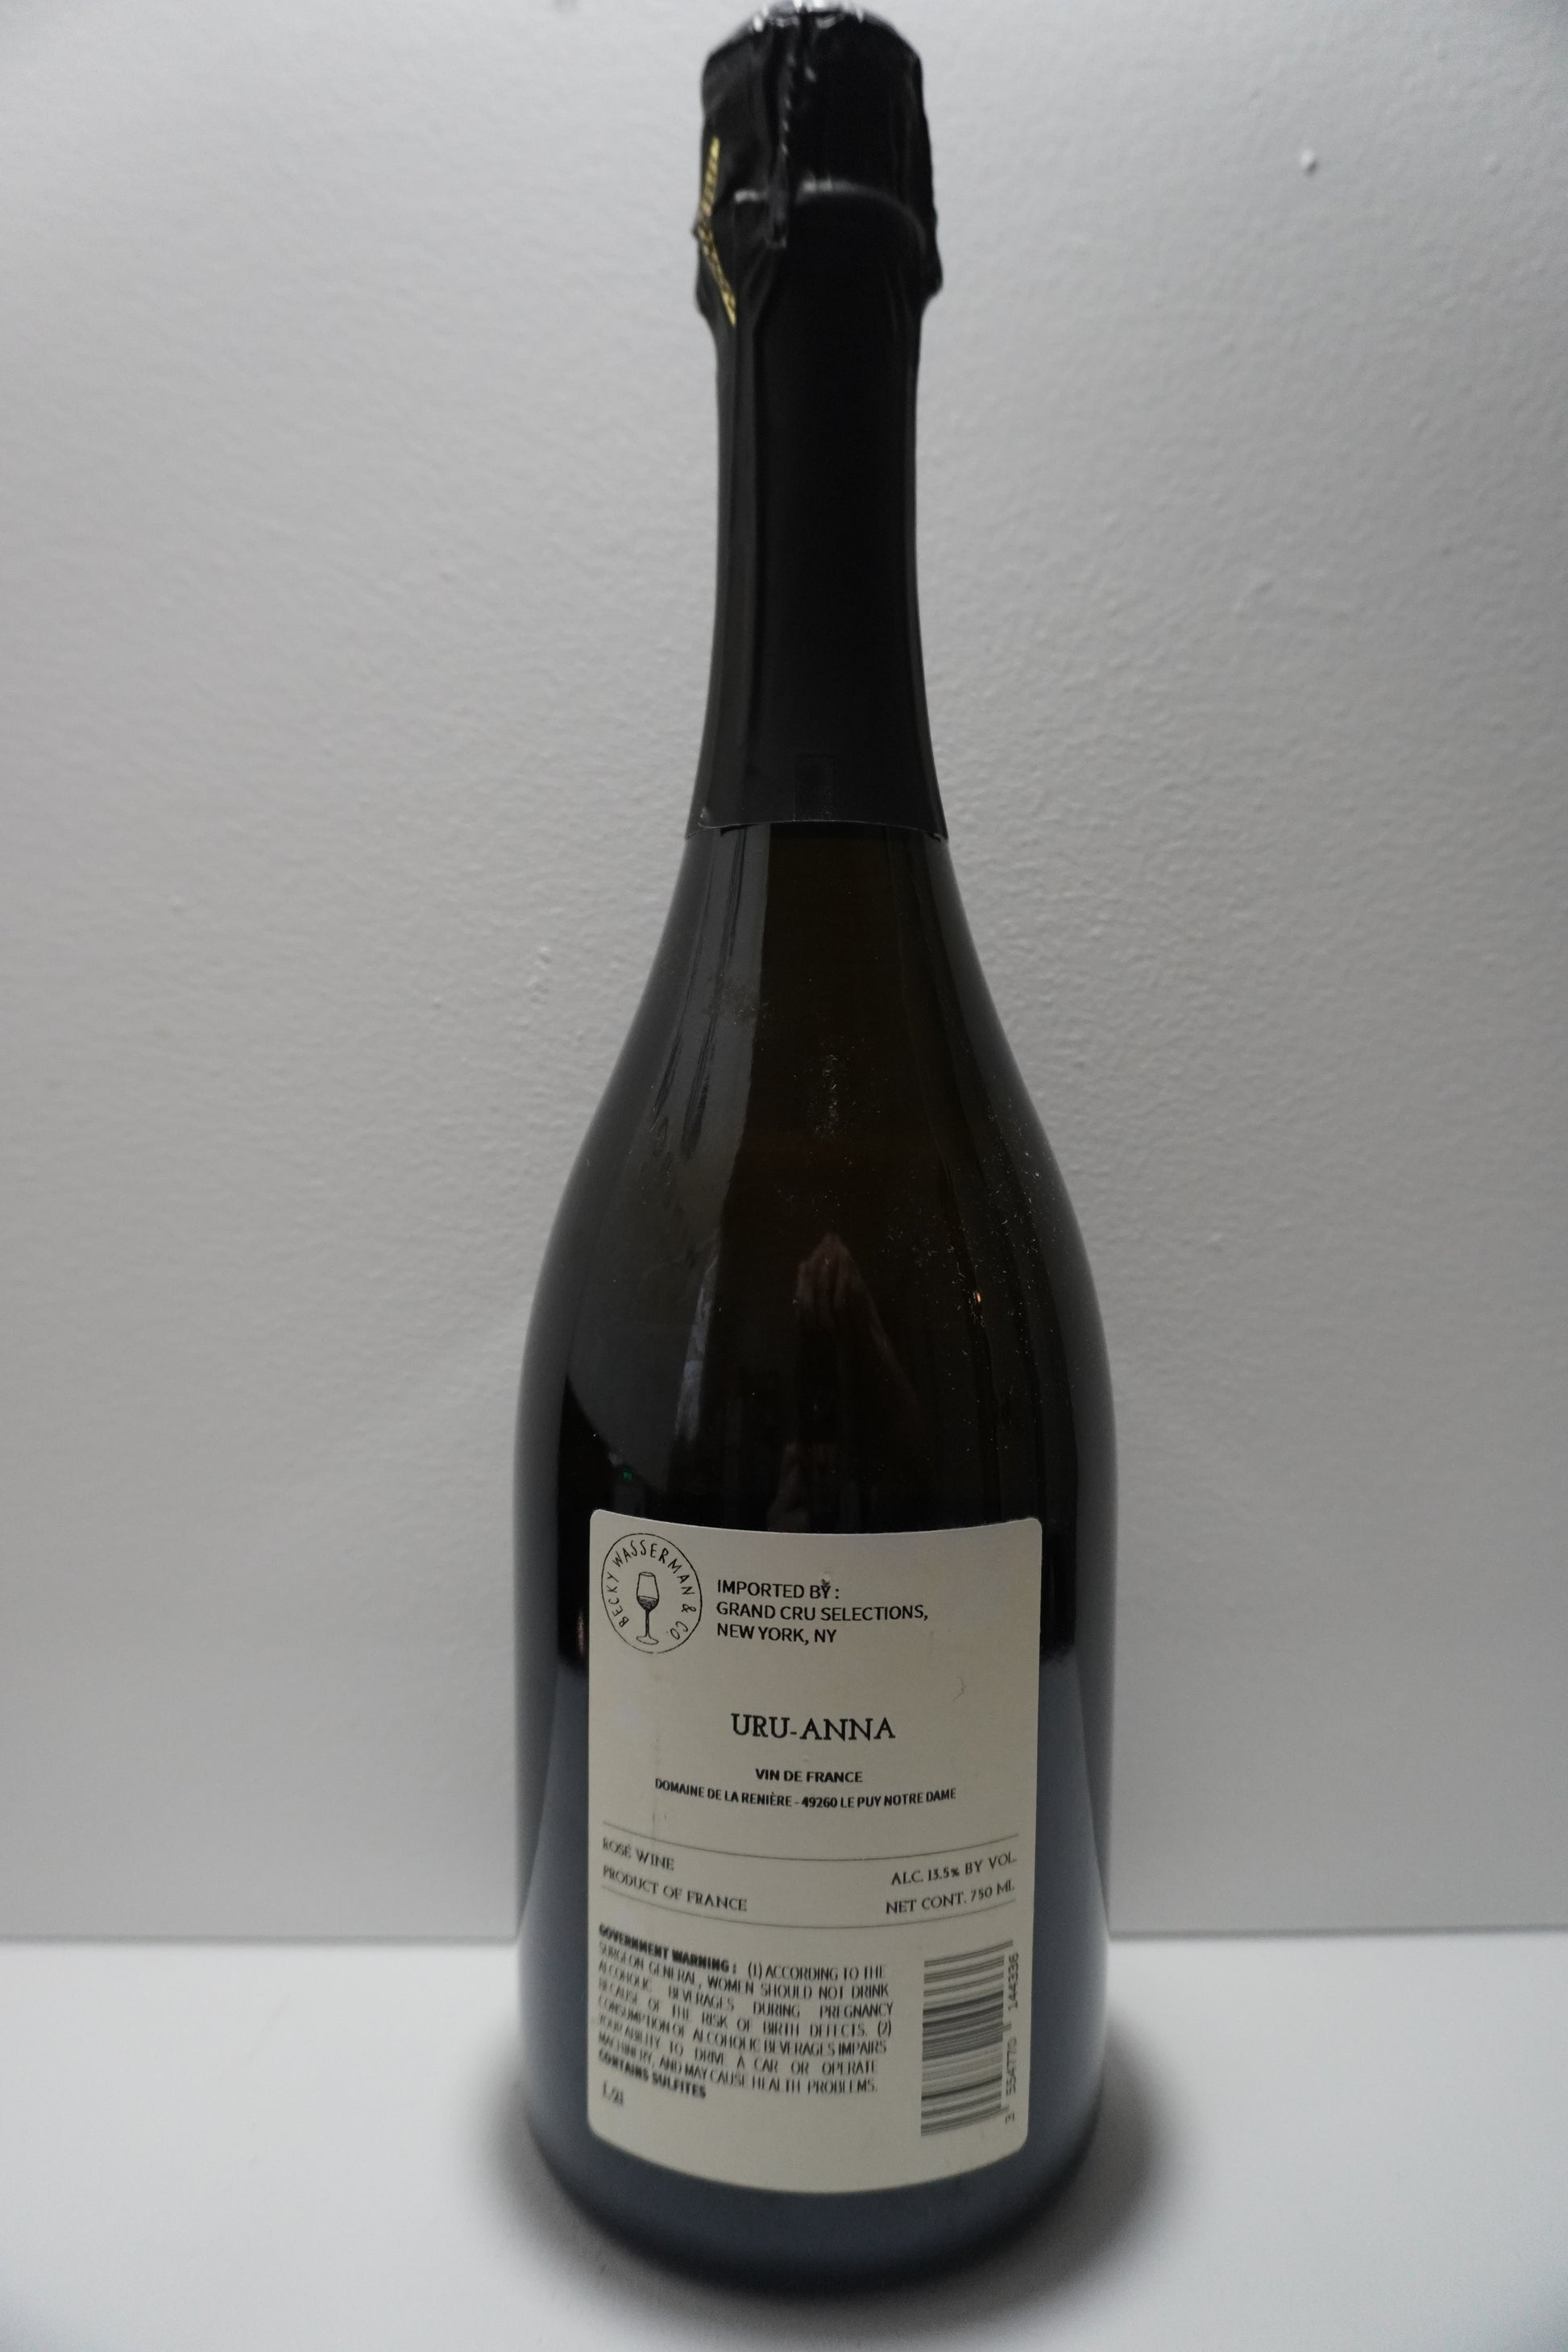 BECKY WASSERMAN & CO.
IMPORTED BY :
GRAND CRU SELECTIONS,
NEW YORK, NY
URU-ANNA
VIN DE FRANCE
DOMAINE DE LA RENIÈRE - 49260 LE PUY NOTRE DAME
ROSÉ WINE
ALC. 13.5% BY VOL.
PRODUCT OF FRANCE
NET CONT. 750 ML
GOVERNMENT WARNING : (1) ACCORDING TO THE
SURGEON GENERAL, WOMEN SHOULD NOT DRINK
ALCOHOLIC BEVERAGES DURING PREGNANCY
BECAUSE OF THE RISK OF BIRTH DEFECTS. (2)
CONSUMPTION OF ALCOHOLIC BEVERAGES IMPAIRS
YOUR ABILITY TO DRIVE A CAR OR OPERATE
MACHINERY, AND MAY CAUSE HEALTH PROBLEMS.
CONTAINS SULFITES
L-21
3 554770 144336